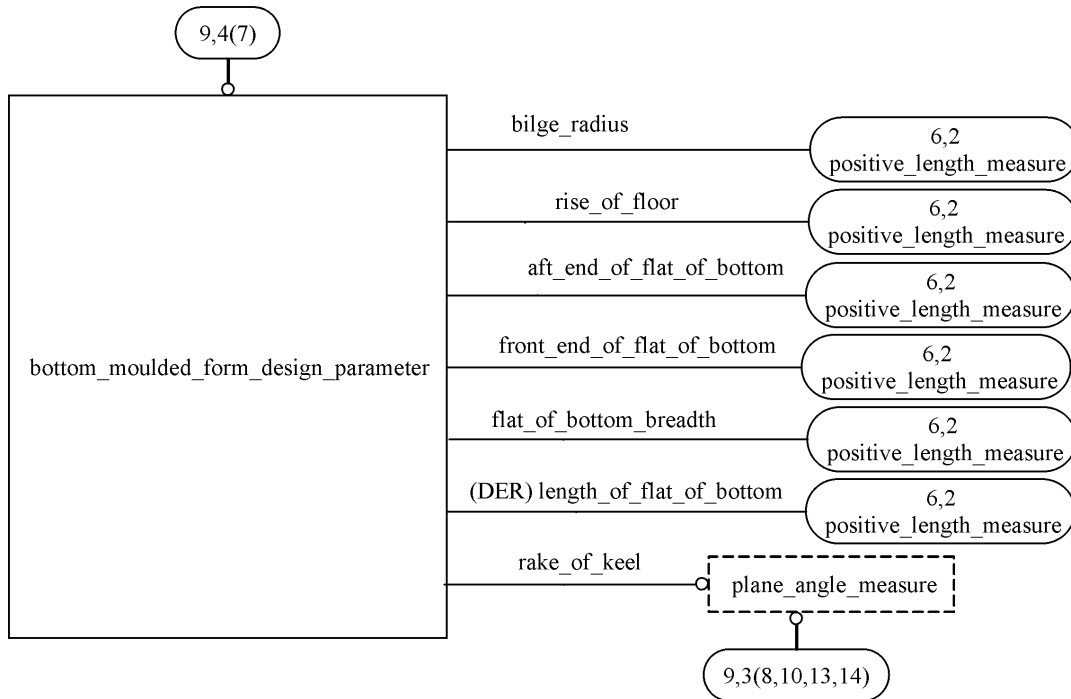 9,4(7)
bilge_radius
6,2
positive_length_measure
rise_of_floor
6,2
positive_length_measure
aft_end_of_flat_of_bottom
6,2
positive_length_measure
bottom_moulded_form_design_parameter
front_end_of_flat_of_bottom
6,2
positive_length_measure
flat_of_bottom_breadth
6,2
positive_length_measure
(DER) length_of_flat_of_bottom
6,2
positive_length_measure
rake_of_keel
plane_angle_measure
9,3(8,10,13,14)